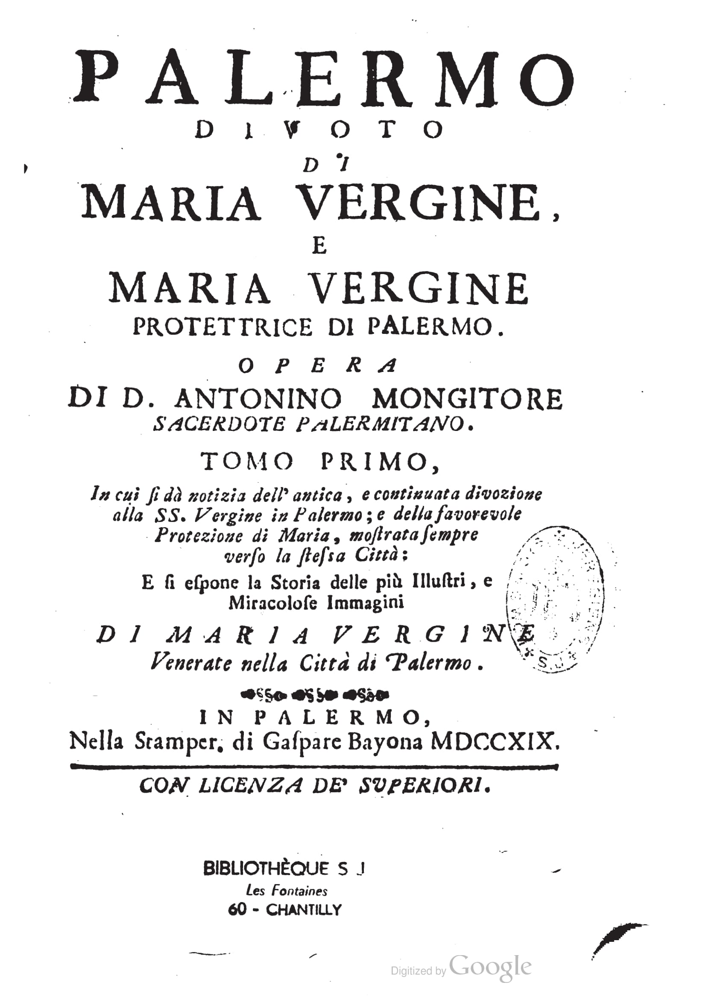 PALERMO
DIVOTO
DI
MARIA VERGINE,
E
MARIA VERGINE
PROTETTRICE DI PALERMO.
OPERA
DI D. ANTONINO MONGITORE
SACERDOTE PALERMITANO.
TOMO PRIMO,
In cui ſi dà notizia dell' antica, e continuata divozione
alla SS. Vergine in Palermo; e della favorevole
Protezione di Maria, moſtrata ſempre
verſo la ſteſsa Città;
E ſi eſpone la Storia delle più Illuſtri, e
Miracoloſe Immagini
DI MARIA VERGINE
Venerate nella Città di Palermo.
IN PALERMO,
Nella Stamper. di Gaſpare Bayona MDCCXIX.
CON LICENZA DE' SVPERIORI.
S.J
BIBLIOTHÈQUE S J
Les Fontaines
60 - CHANTILLY
Digitized by Google